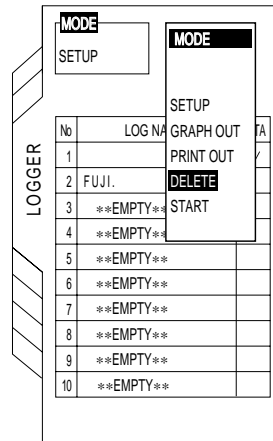 MODE
SETUP
MODE
SETUP
GRAPH OUT
PRINT OUT
DELETE
START
LOGGER
No LOG NA TA
1
2 FUJI.
3 **EMPTY**
4 **EMPTY**
5 **EMPTY**
6 **EMPTY**
7 **EMPTY**
8 **EMPTY**
9 **EMPTY**
10 **EMPTY**